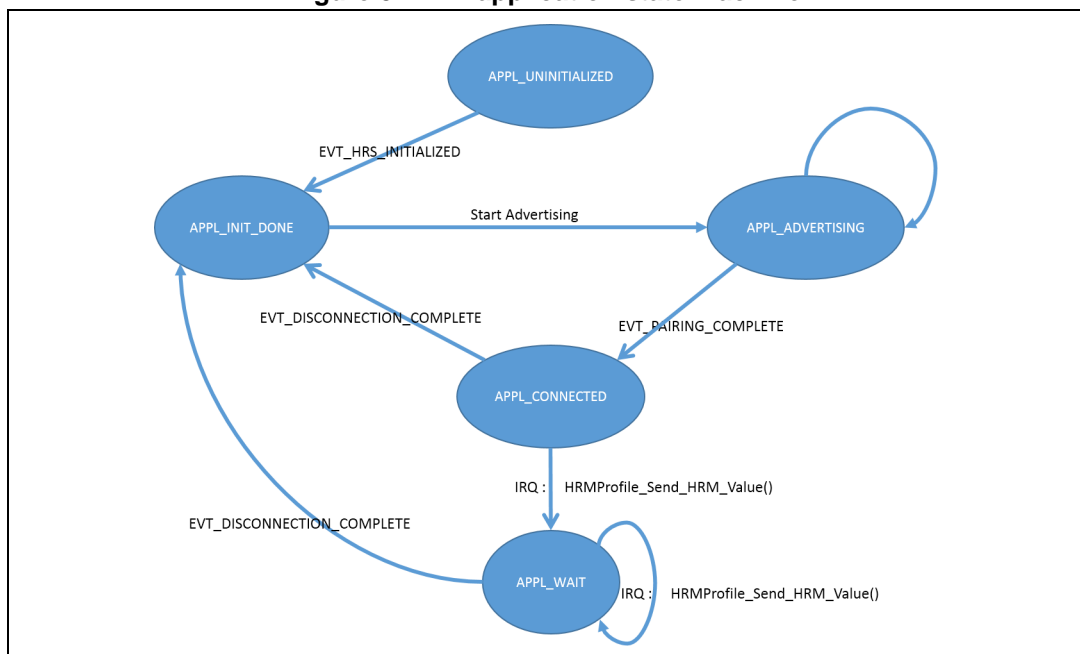 APPL_UNINITIALIZED
EVT_HRS_INITIALIZED
APPL_INIT_DONE
Start Advertising
APPL_ADVERTISING
EVT_DISCONNECTION_COMPLETE
EVT_PAIRING_COMPLETE
APPL_CONNECTED
IRQ : HRMProfile_Send_HRM_Value()
EVT_DISCONNECTION_COMPLETE
APPL_WAIT
IRQ : HRMProfile_Send_HRM_Value()